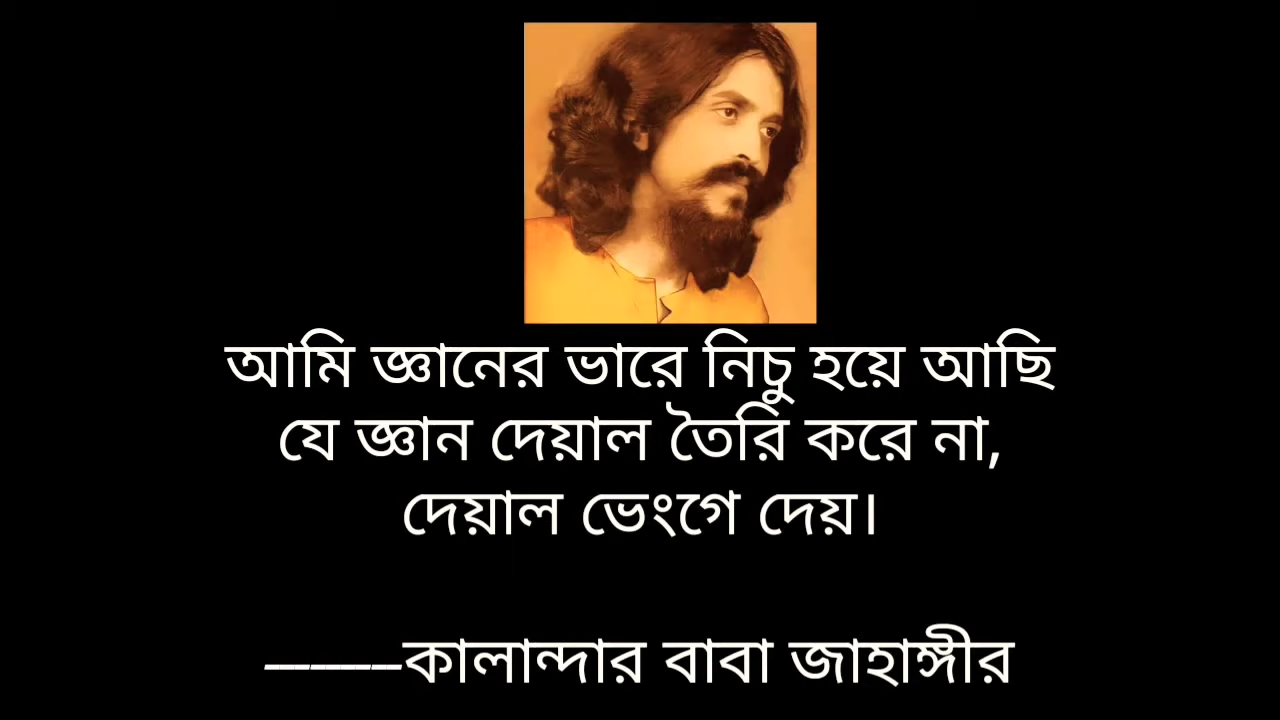 আমি জ্ঞানের ভারে নিচু হয়ে আছি
যে জ্ঞান দেয়াল তৈরি করে না,
দেয়াল ভেংগে দেয়।
———কালান্দার বাবা জাহাঙ্গীর